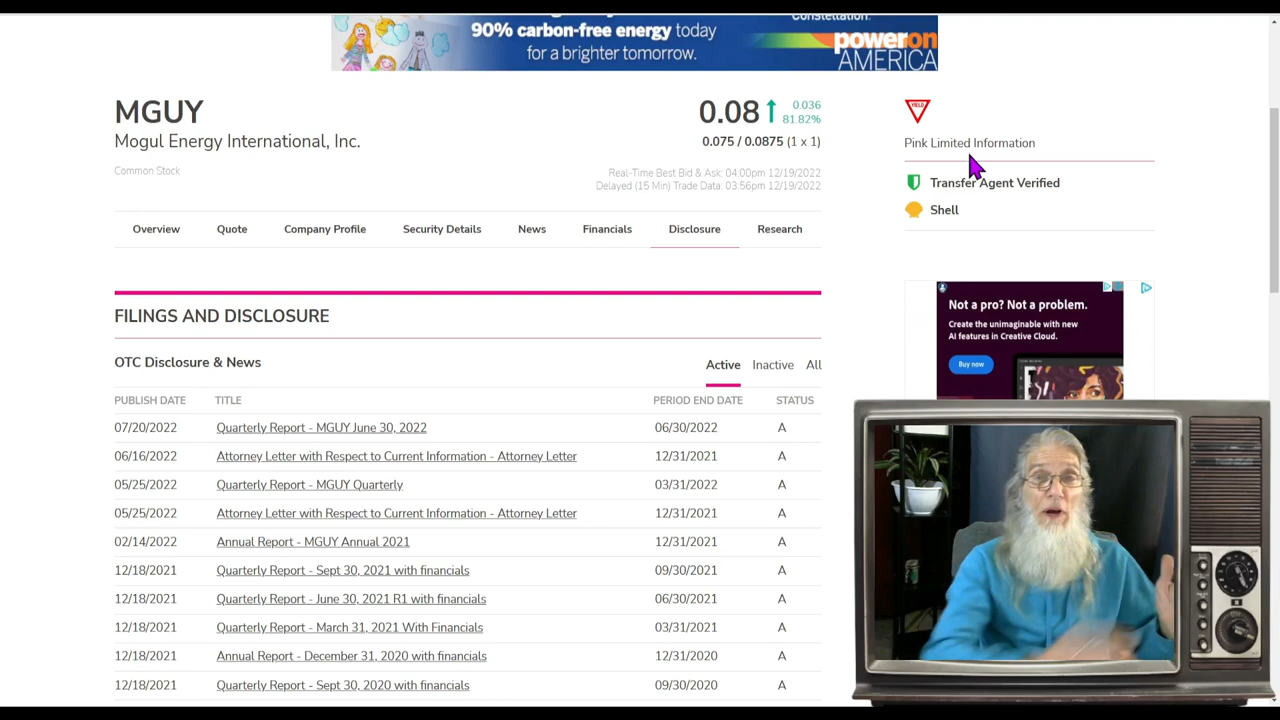 Constellation.
90% carbon-free energy today
for a brighter tomorrow.
poweron
AMERICA
MGUY
Mogul Energy International, Inc.
Common Stock
0.08
0.036
81.82%
0.075 / 0.0875 (1 x 1)
Real-Time Best Bid & Ask: 04:00pm 12/19/2022
Delayed (15 Min) Trade Data: 03:56pm 12/19/2022
YIELD
Pink Limited Information
Transfer Agent Verified
Shell
Overview Quote Company Profile Security Details News Financials Disclosure Research
FILINGS AND DISCLOSURE
OTC Disclosure & News
Active Inactive All
PUBLISH DATE TITLE PERIOD END DATE STATUS
07/20/2022 Quarterly Report - MGUY June 30, 2022 06/30/2022 A
06/16/2022 Attorney Letter with Respect to Current Information - Attorney Letter 12/31/2021 A
05/25/2022 Quarterly Report - MGUY Quarterly 03/31/2022 A
05/25/2022 Attorney Letter with Respect to Current Information - Attorney Letter 12/31/2021 A
02/14/2022 Annual Report - MGUY Annual 2021 12/31/2021 A
12/18/2021 Quarterly Report - Sept 30, 2021 with financials 09/30/2021 A
12/18/2021 Quarterly Report - June 30, 2021 R1 with financials 06/30/2021 A
12/18/2021 Quarterly Report - March 31, 2021 With Financials 03/31/2021 A
12/18/2021 Annual Report - December 31, 2020 with financials 12/31/2020 A
12/18/2021 Quarterly Report - Sept 30, 2020 with financials 09/30/2020 A
Not a pro? Not a problem.
Create the unimaginable with new
AI features in Creative Cloud.
Buy now